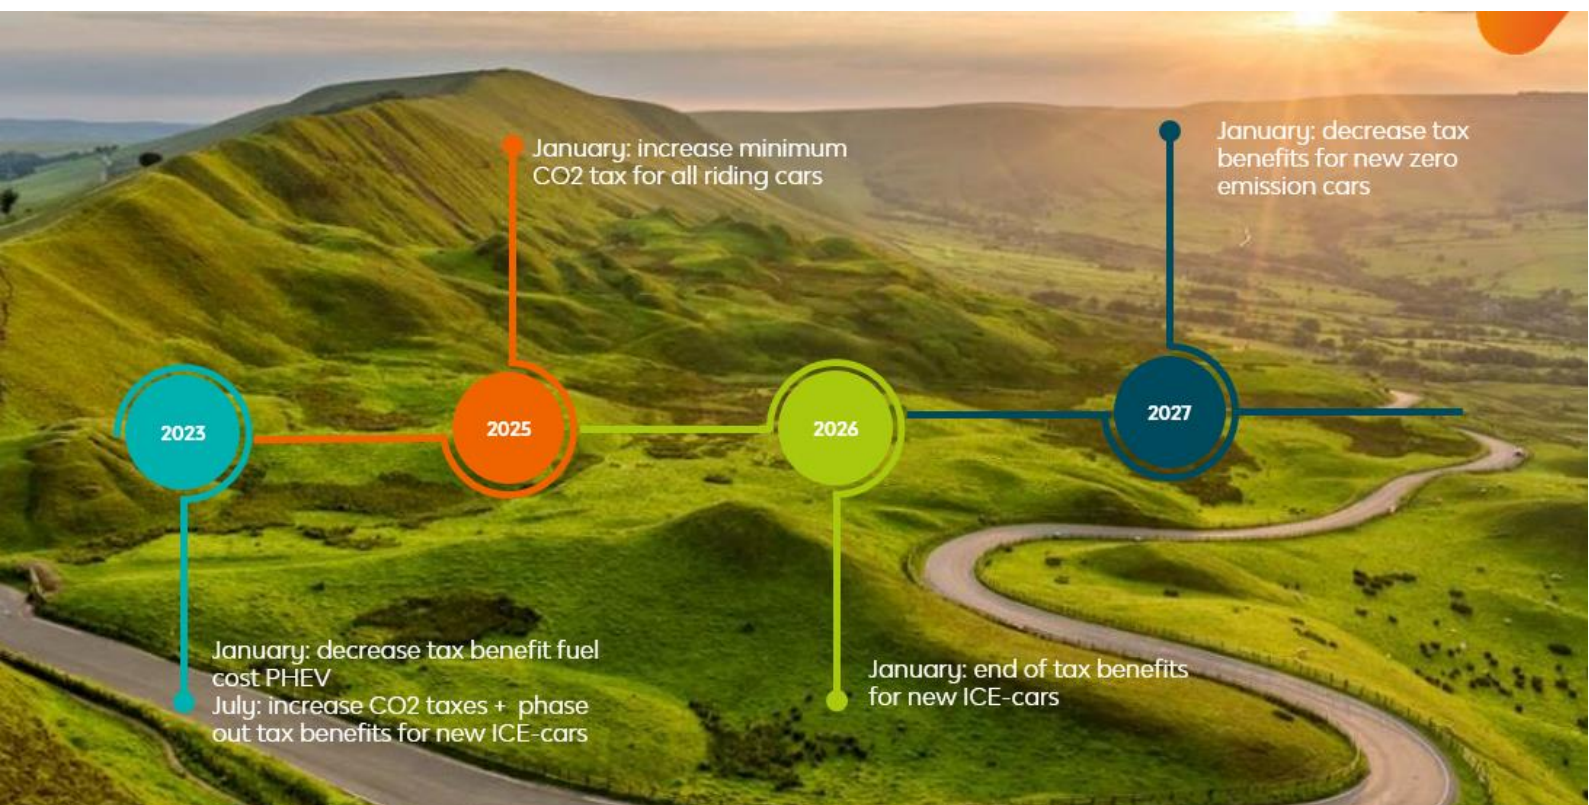 January: increase minimum
CO2 tax for all riding cars
January: decrease tax
benefits for new zero
emission cars
2023
2025
2026
2027
January: decrease tax benefit fuel
cost PHEV
July: increase CO2 taxes + phase
out tax benefits for new ICE-cars
January: end of tax benefits
for new ICE-cars